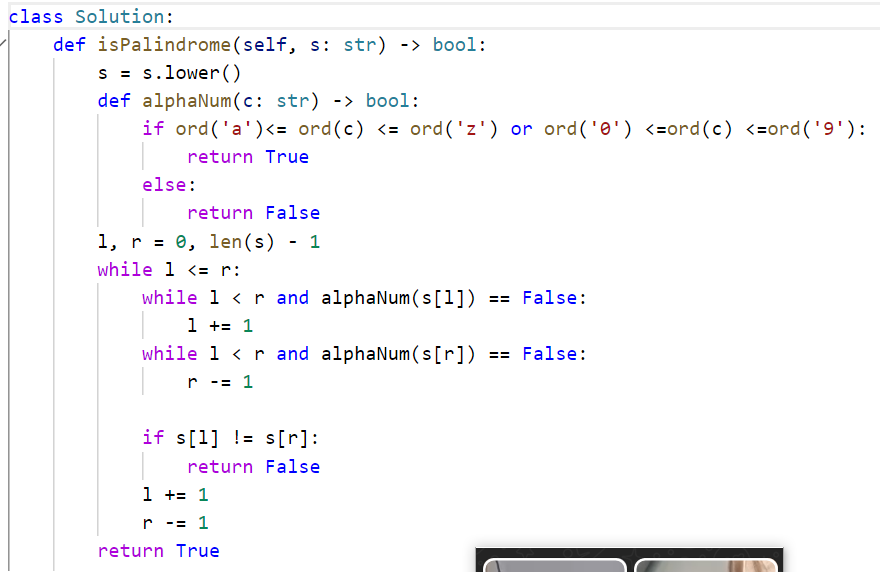 class Solution:
    def isPalindrome(self, s: str) -> bool:
        s = s.lower()
        def alphaNum(c: str) -> bool:
            if ord('a')<= ord(c) <= ord('z') or ord('0') <=ord(c) <=ord('9'):
                return True
            else:
                return False
        l, r = 0, len(s) - 1
        while l <= r:
            while l < r and alphaNum(s[l]) == False:
                l += 1
            while l < r and alphaNum(s[r]) == False:
                r -= 1

            if s[l] != s[r]:
                return False
            l += 1
            r -= 1
        return True